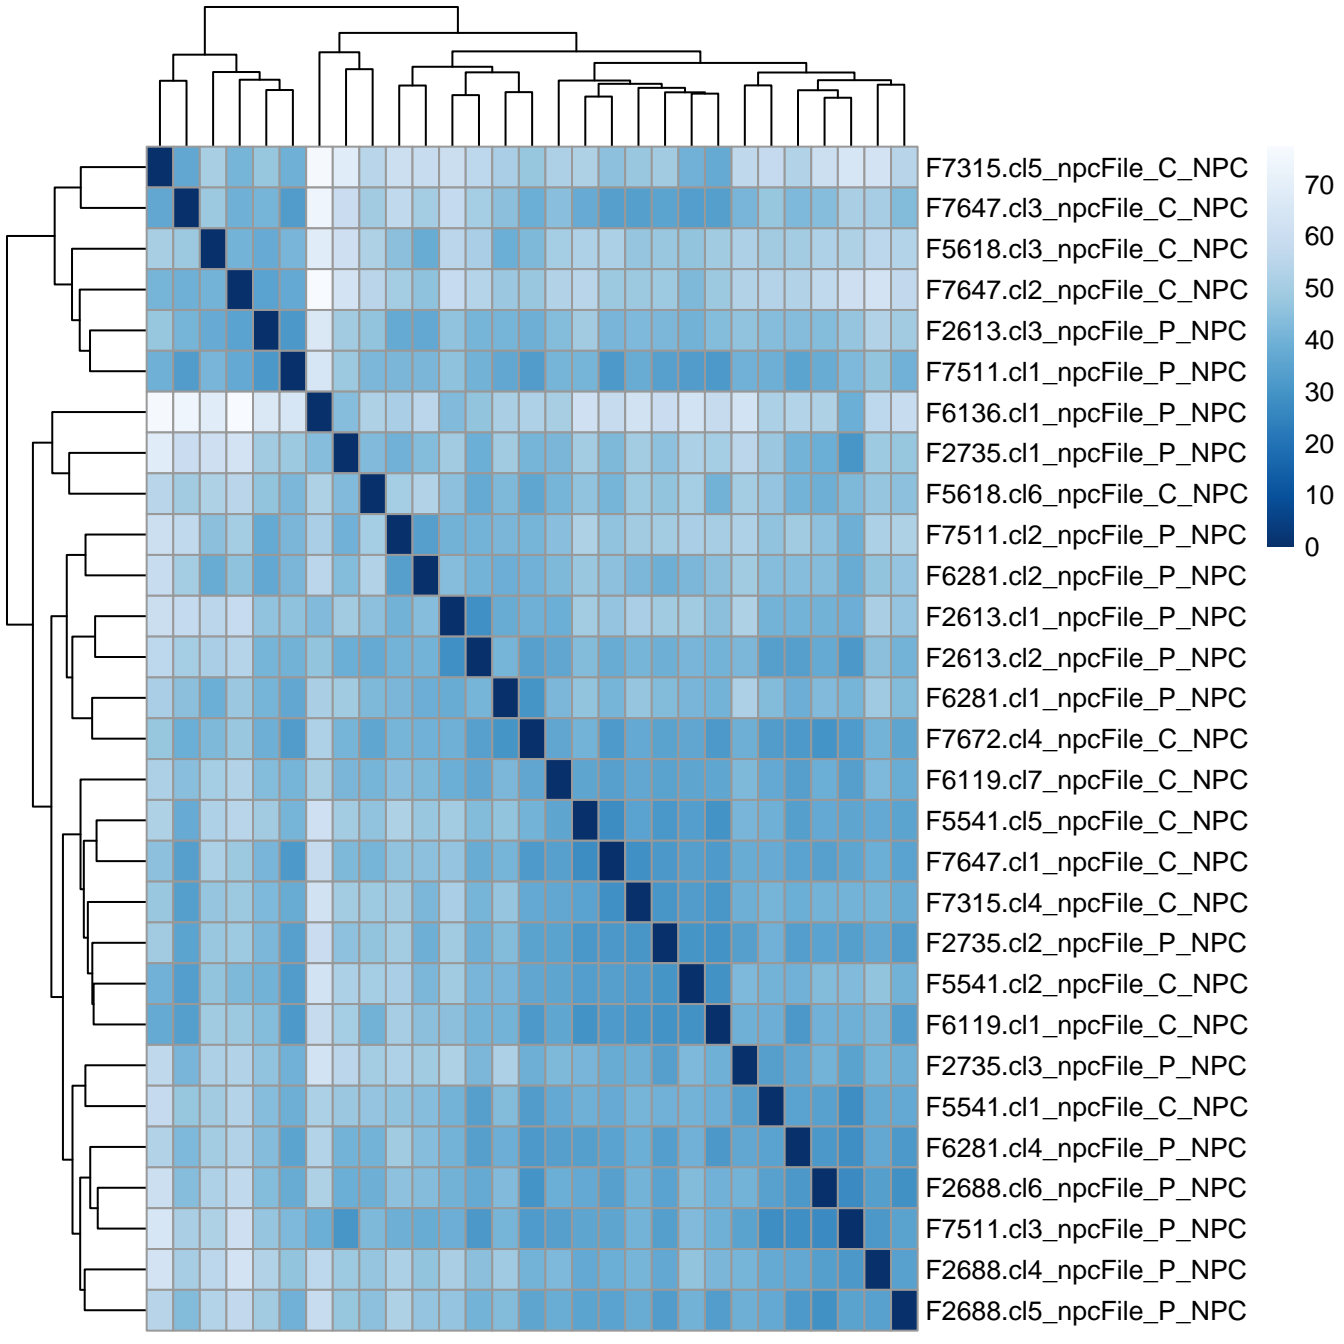 F7315.cl5_npcFile_C_NPC
F7647.cl3_npcFile_C_NPC
F5618.cl3_npcFile_C_NPC
F7647.cl2_npcFile_C_NPC
F2613.cl3_npcFile_P_NPC
F7511.cl1_npcFile_P_NPC
F6136.cl1_npcFile_P_NPC
F2735.cl1_npcFile_P_NPC
F5618.cl6_npcFile_C_NPC
F7511.cl2_npcFile_P_NPC
F6281.cl2_npcFile_P_NPC
F2613.cl1_npcFile_P_NPC
F2613.cl2_npcFile_P_NPC
F6281.cl1_npcFile_P_NPC
F7672.cl4_npcFile_C_NPC
F6119.cl7_npcFile_C_NPC
F5541.cl5_npcFile_C_NPC
F7647.cl1_npcFile_C_NPC
F7315.cl4_npcFile_C_NPC
F2735.cl2_npcFile_P_NPC
F5541.cl2_npcFile_C_NPC
F6119.cl1_npcFile_C_NPC
F2735.cl3_npcFile_P_NPC
F5541.cl1_npcFile_C_NPC
F6281.cl4_npcFile_P_NPC
F2688.cl6_npcFile_P_NPC
F7511.cl3_npcFile_P_NPC
F2688.cl4_npcFile_P_NPC
F2688.cl5_npcFile_P_NPC
70
60
50
40
30
20
10
0